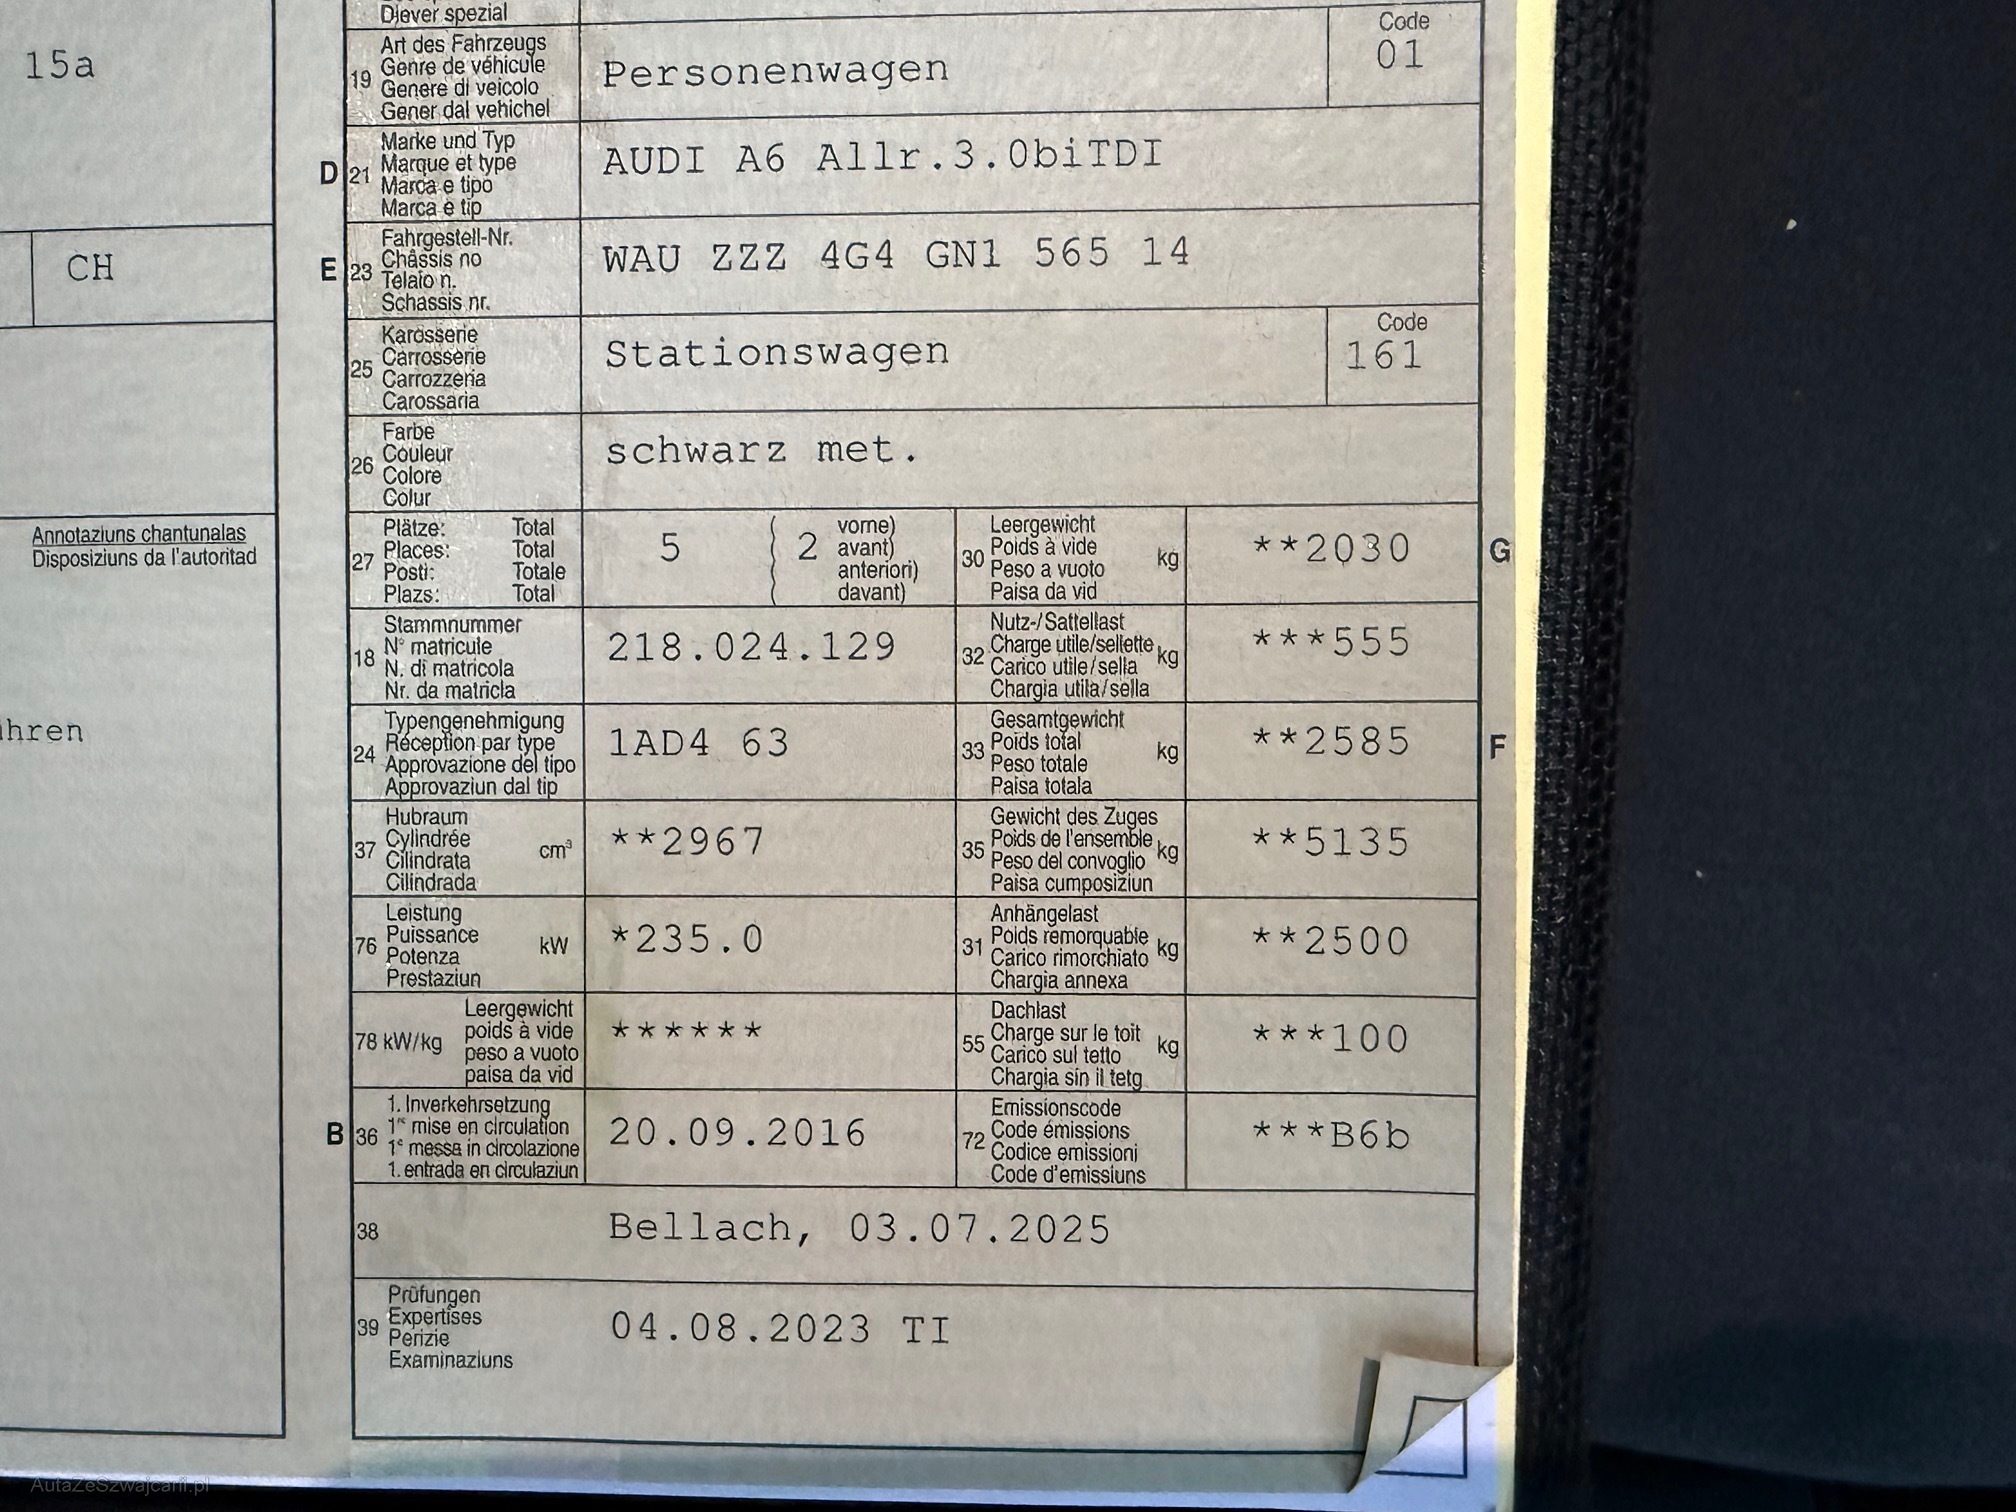 15a
CH
Annotaziuns chantunalas
Disposiziuns da l'autoritad
hren
Djever spezial
19
Art des Fahrzeugs
Genre de véhicule
Genere di veicolo
Gener dal vehichel
Personenwagen
Code
01
D 21
Marke und Typ
Marque et type
Marca e tipo
Marca e tip
AUDI A6 Allr.3.0biTDI
E 23
Fahrgestell-Nr.
Châssis no
Telaio n.
Schassis nr.
WAU ZZZ 4G4 GN1 565 14
25
Karosserie
Carrosserie
Carrozzeria
Carossaria
Stationswagen
Code
161
26
Farbe
Couleur
Colore
Colur
schwarz met.
27
Plätze: Total
Places: Total
Posti: Totale
Plazs: Total
5 ( 2
vorne)
avant)
anteriori)
davant)
30
Leergewicht
Poids à vide kg
Peso a vuoto
Paisa da vid
**2030
G
18
Stammnummer
N° matricule
N. di matricola
Nr. da matricla
218.024.129
32
Nutz-/Sattellast
Charge utile/sellette kg
Carico utile/sella
Chargia utila/sella
***555
24
Typengenehmigung
Réception par type
Approvazione del tipo
Approvaziun dal tip
1AD4 63
33
Gesamtgewicht
Poids total kg
Peso totale
Paisa totala
**2585
F
37
Hubraum
Cylindrée cm³
Cilindrata
Cilindrada
**2967
35
Gewicht des Zuges
Poids de l'ensemble kg
Peso del convoglio
Paisa cumposiziun
**5135
76
Leistung
Puissance kW
Potenza
Prestaziun
*235.0
31
Anhängelast
Poids remorquable kg
Carico rimorchiato
Chargia annexa
**2500
78 kW/kg
Leergewicht
poids à vide
peso a vuoto
paisa da vid
******
55
Dachlast
Charge sur le toit kg
Carico sul tetto
Chargia sin il tetg
***100
B 36
1. Inverkehrsetzung
1re mise en circulation
1e messa in circolazione
1. entrada en circulaziun
20.09.2016
72
Emissionscode
Code émissions
Codice emissioni
Code d'emissiuns
***B6b
38
Bellach, 03.07.2025
39
Prüfungen
Expertises
Perizie
Examinaziuns
04.08.2023 TI
AutaZeSzwajcarii.pl